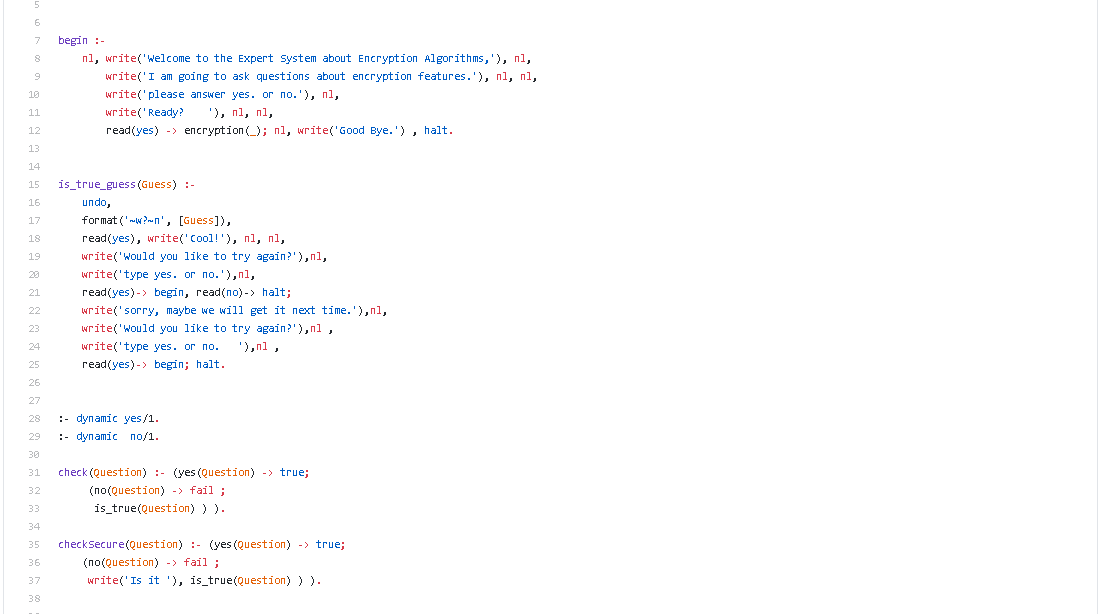 5
6
7 begin :-
8 nl, write('Welcome to the Expert System about Encryption Algorithms,'), nl,
9 write('I am going to ask questions about encryption features.'), nl, nl,
10 write('please answer yes. or no.'), nl,
11 write('Ready?    '), nl, nl,
12 read(yes) -> encryption(_); nl, write('Good Bye.') , halt.
13
14
15 is_true_guess(Guess) :-
16 undo,
17 format('~w?~n', [Guess]),
18 read(yes), write('Cool!'), nl, nl,
19 write('Would you like to try again?'),nl,
20 write('type yes. or no.'),nl,
21 read(yes)-> begin, read(no)-> halt;
22 write('sorry, maybe we will get it next time.'),nl,
23 write('Would you like to try again?'),nl ,
24 write('type yes. or no.   '),nl ,
25 read(yes)-> begin; halt.
26
27
28 :- dynamic yes/1.
29 :- dynamic  no/1.
30
31 check(Question) :- (yes(Question) -> true;
32 (no(Question) -> fail ;
33 is_true(Question) ) ).
34
35 checkSecure(Question) :- (yes(Question) -> true;
36 (no(Question) -> fail ;
37 write('Is it '), is_true(Question) ) ).
38